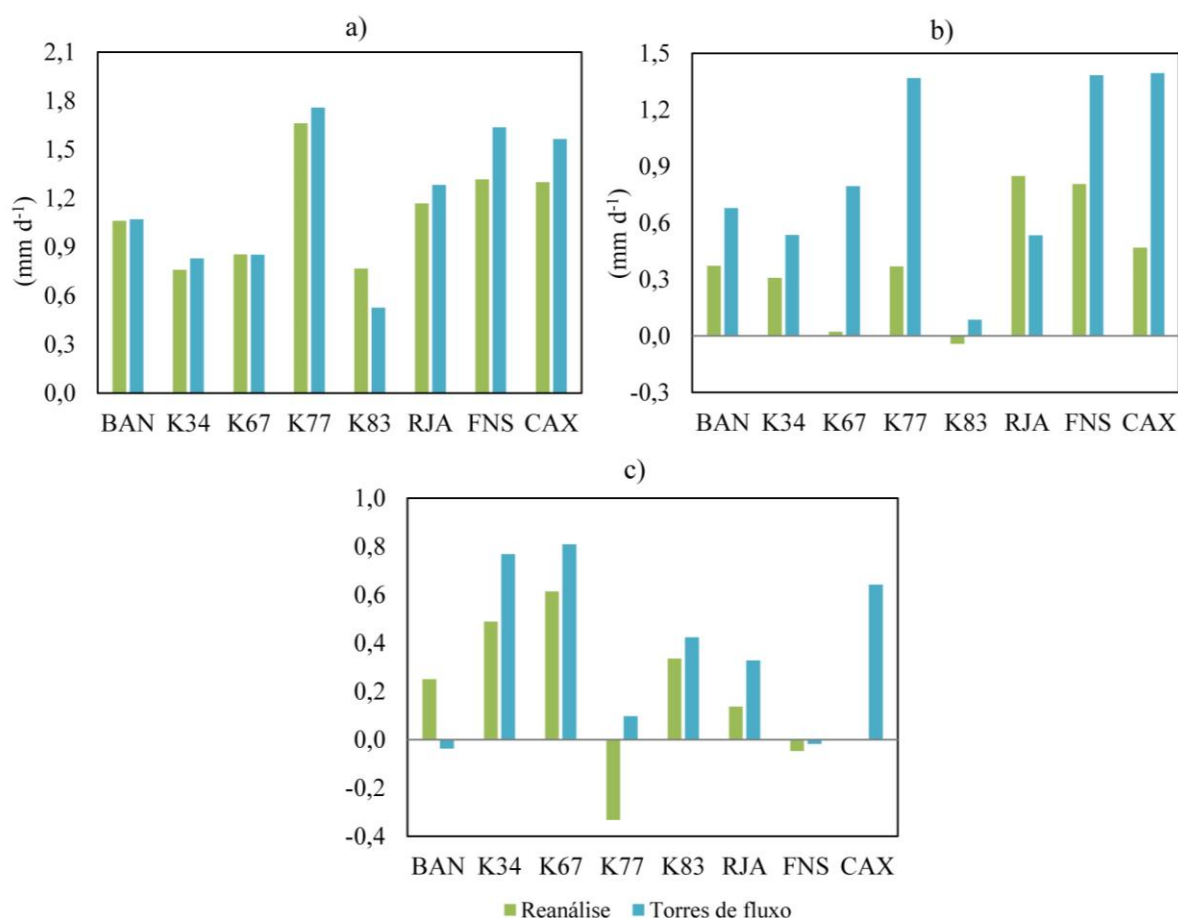 a)
2,1
1,8
1,5
1,2
0,9
0,6
0,3
0,0
(mm d⁻¹)
BAN K34 K67 K77 K83 RJA FNS CAX
b)
1,5
1,2
0,9
0,6
0,3
0,0
-0,3
(mm d⁻¹)
BAN K34 K67 K77 K83 RJA FNS CAX
c)
1,0
0,8
0,6
0,4
0,2
0,0
-0,2
-0,4
BAN K34 K67 K77 K83 RJA FNS CAX
Reanálise Torres de fluxo